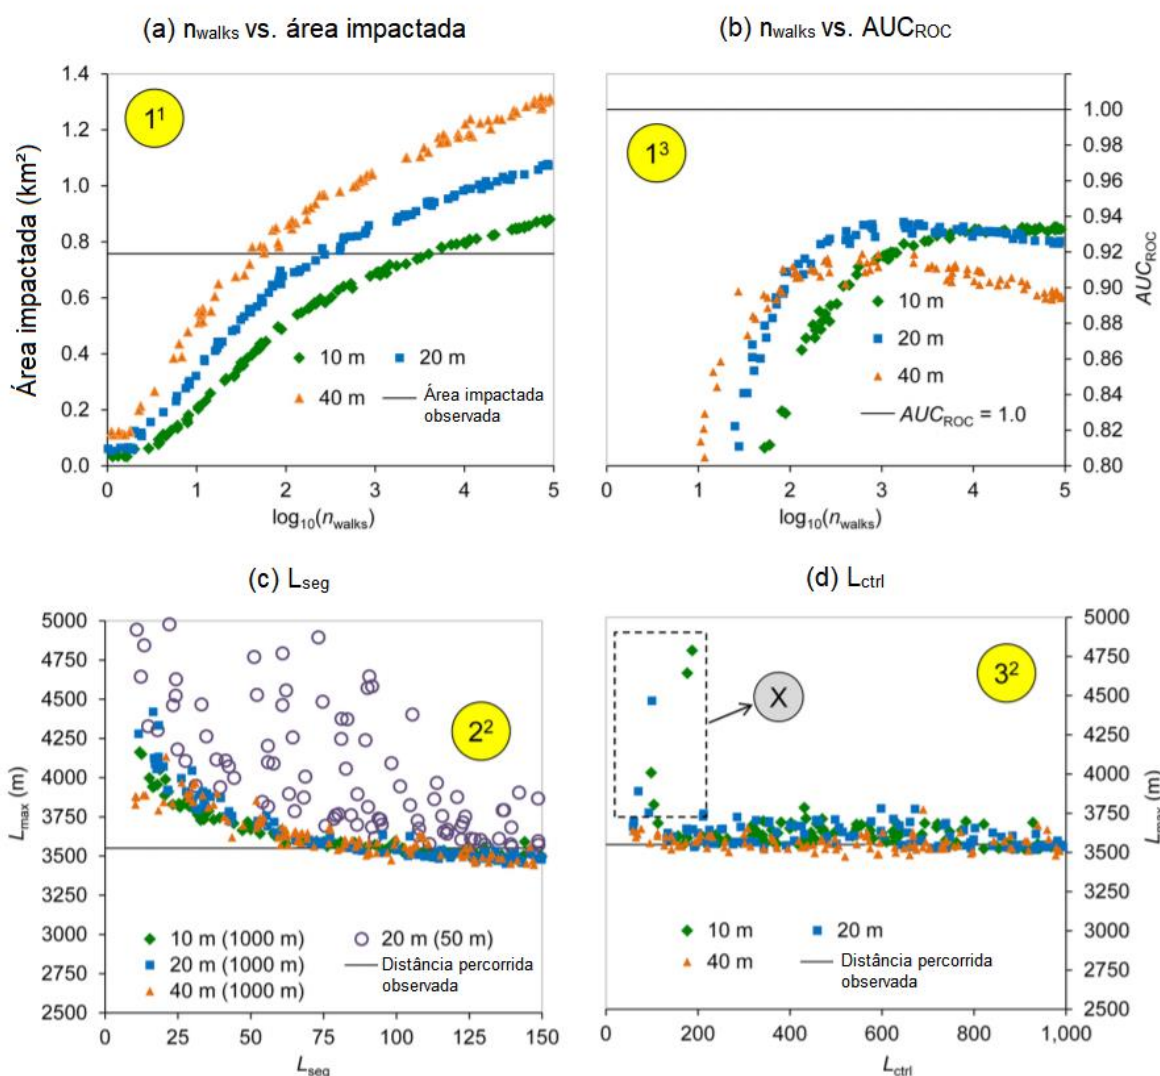 (a) nwalks vs. área impactada
(b) nwalks vs. AUCROC
1.4
1.2
1.0
0.8
0.6
0.4
0.2
0.0
Área impactada (km²)
1¹
10 m
20 m
40 m
Área impactada
observada
0 1 2 3 4 5
log10(nwalks)
1³
10 m
20 m
40 m
AUCROC = 1.0
1.00
0.98
0.96
0.94
0.92
0.90
0.88
0.86
0.84
0.82
0.80
AUCROC
0 1 2 3 4 5
log10(nwalks)
(c) Lseg
(d) Lctrl
5000
4750
4500
4250
4000
3750
3500
3250
3000
2750
2500
Lmax (m)
2²
10 m (1000 m)
20 m (50 m)
20 m (1000 m)
Distância percorrida
observada
40 m (1000 m)
0 25 50 75 100 125 150
Lseg
3²
X
10 m
20 m
40 m
Distância percorrida
observada
5000
4750
4500
4250
4000
3750
3500
3250
3000
2750
2500
Lmax (m)
0 200 400 600 800 1,000
Lctrl